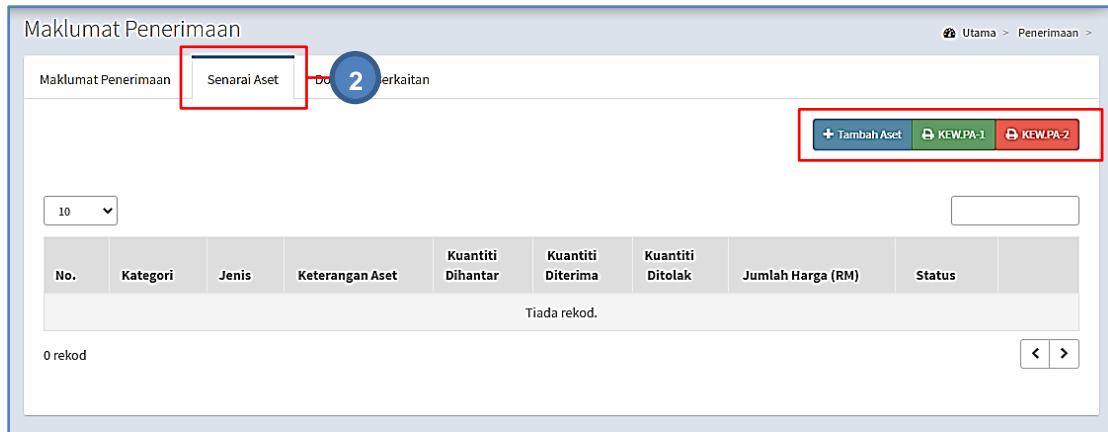 Maklumat Penerimaan
Utama > Penerimaan >
Maklumat Penerimaan Senarai Aset 2 erkaitan
+ Tambah Aset KEW.PA-1 KEW.PA-2
10
No. Kategori Jenis Keterangan Aset Kuantiti Dihantar Kuantiti Diterima Kuantiti Ditolak Jumlah Harga (RM) Status
Tiada rekod.
0 rekod
< >